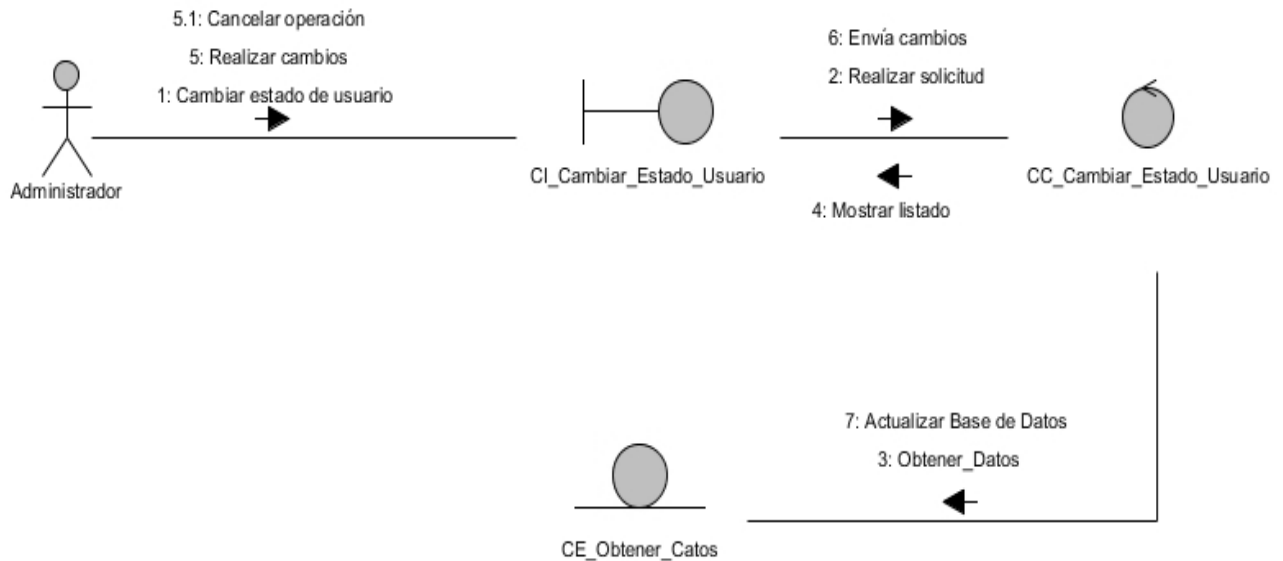 5.1: Cancelar operación
5: Realizar cambios
1: Cambiar estado de usuario
Administrador
CI_Cambiar_Estado_Usuario
6: Envía cambios
2: Realizar solicitud
4: Mostrar listado
CC_Cambiar_Estado_Usuario
7: Actualizar Base de Datos
3: Obtener_Datos
CE_Obtener_Catos